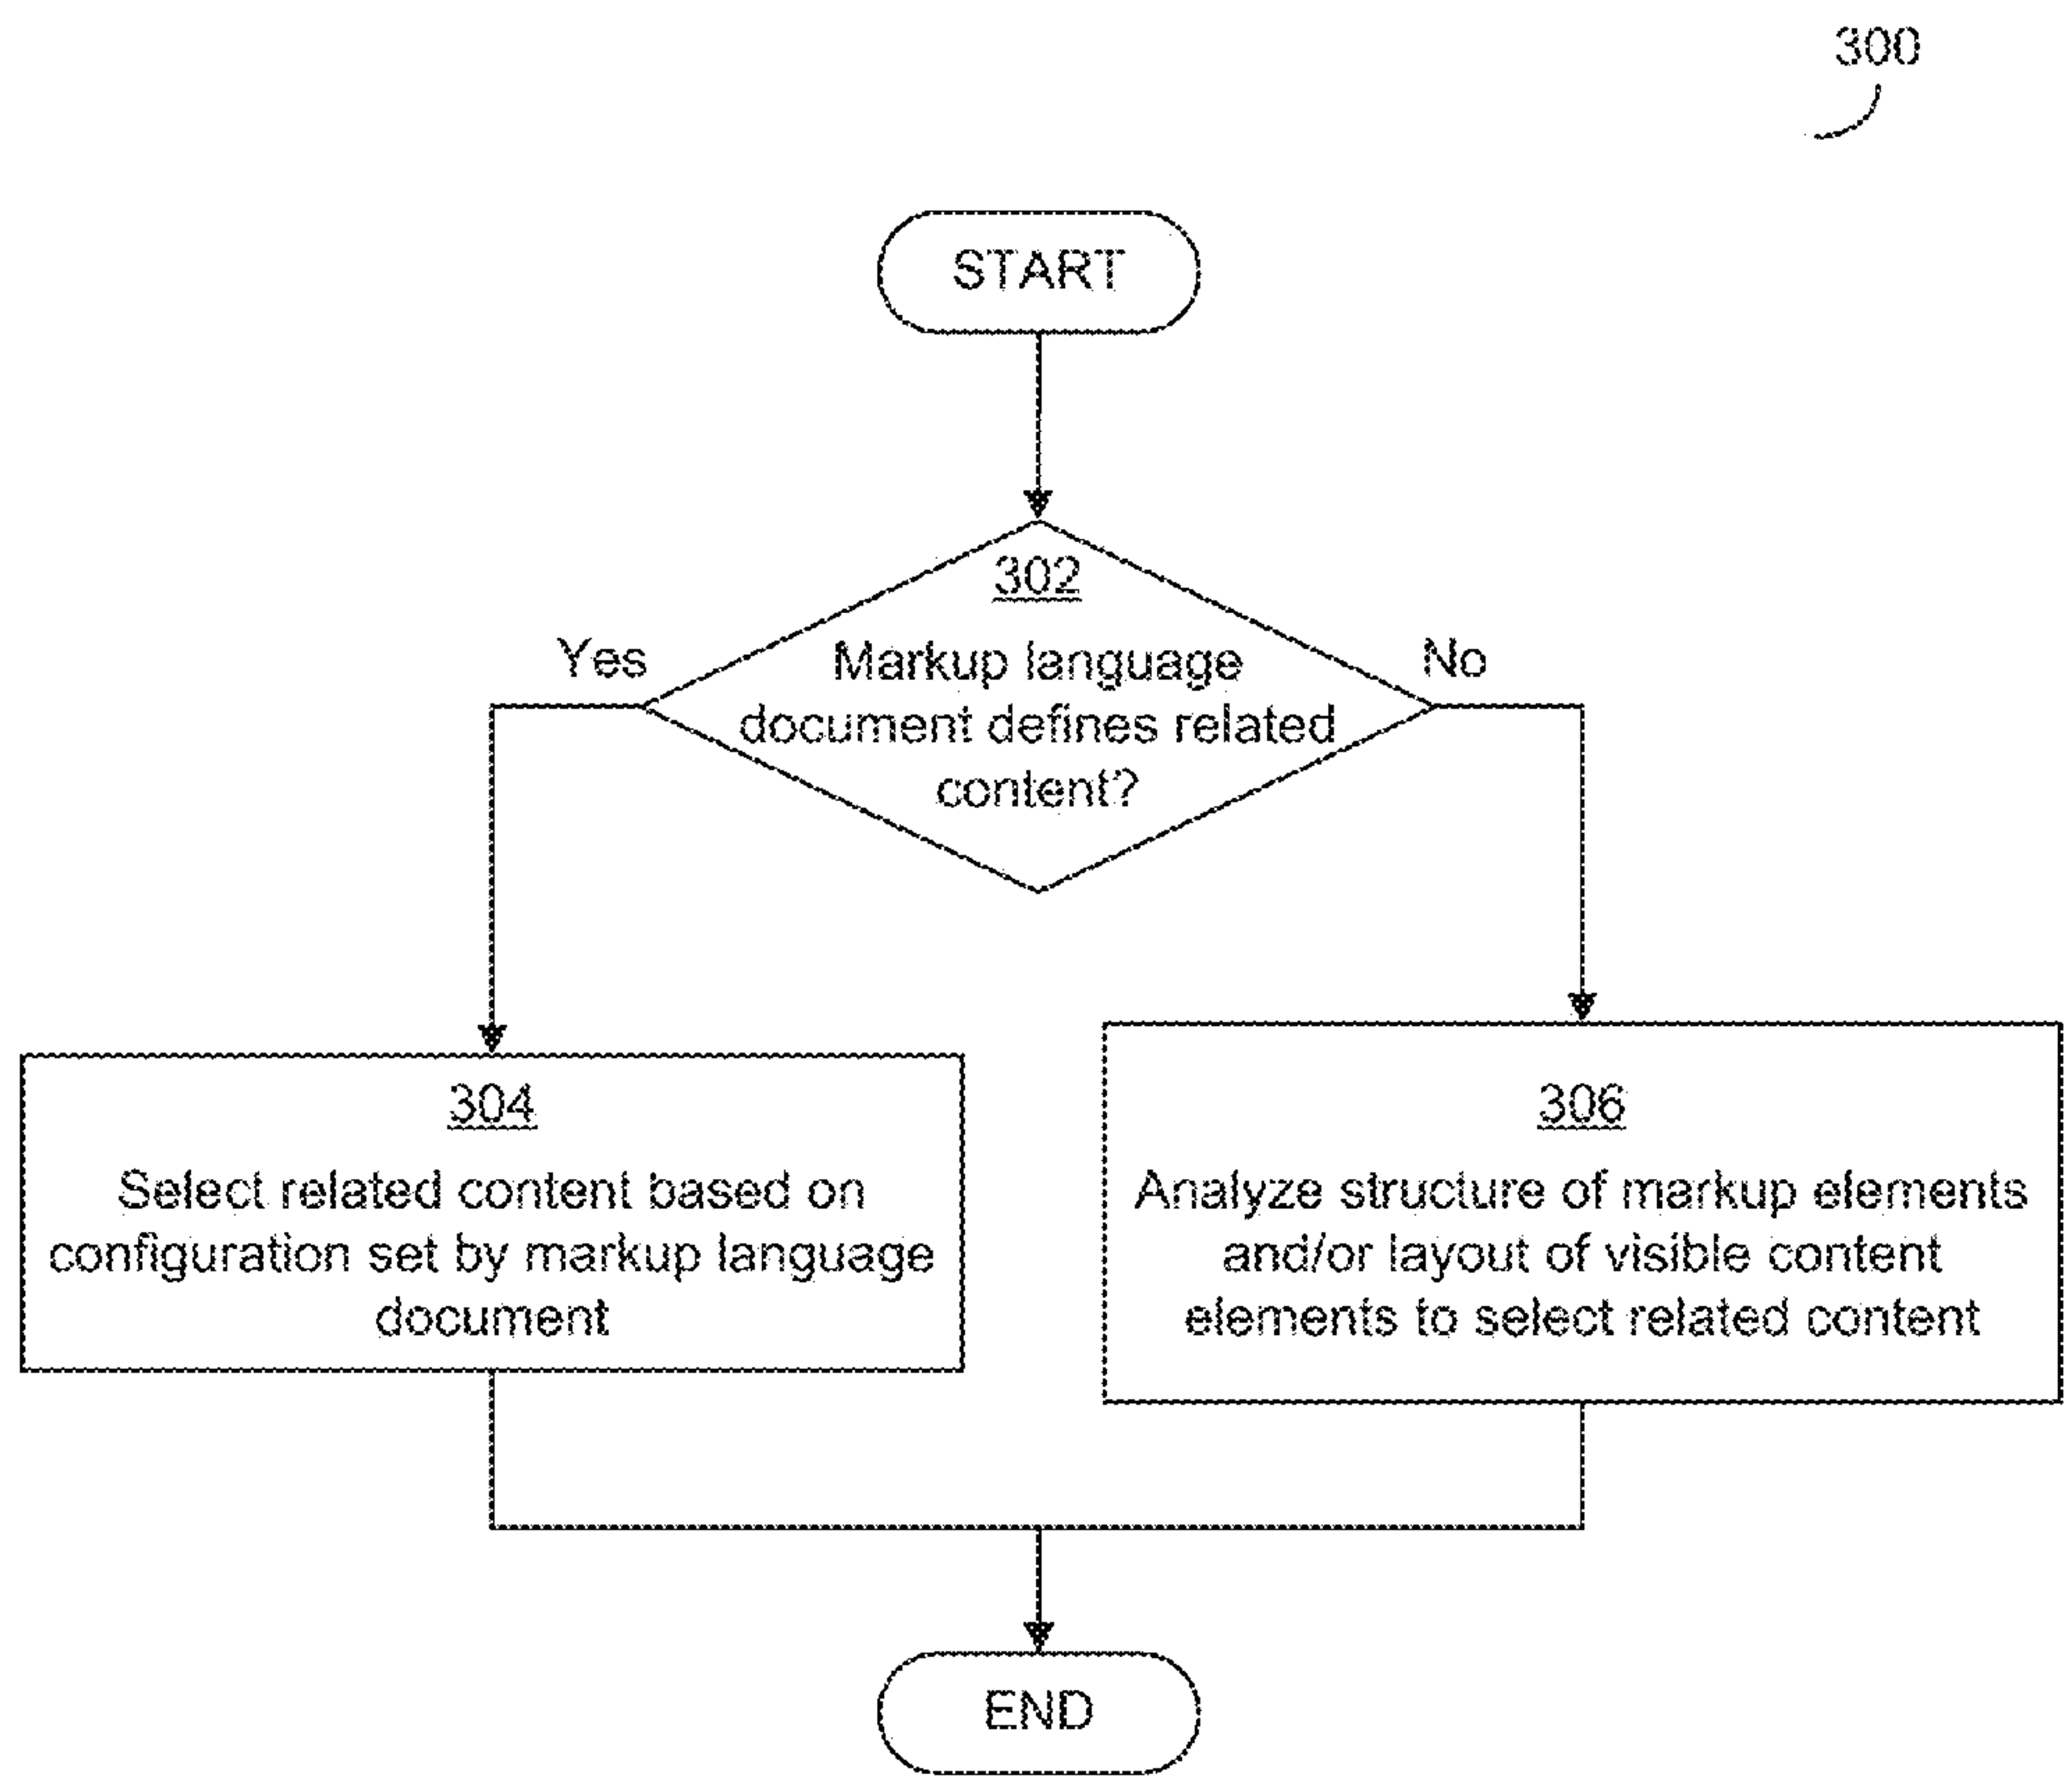 300
START
302
Markup language
document defines related
content?
Yes
No
304
Select related content based on
configuration set by markup language
document
306
Analyze structure of markup elements
and/or layout of visible content
elements to select related content
END